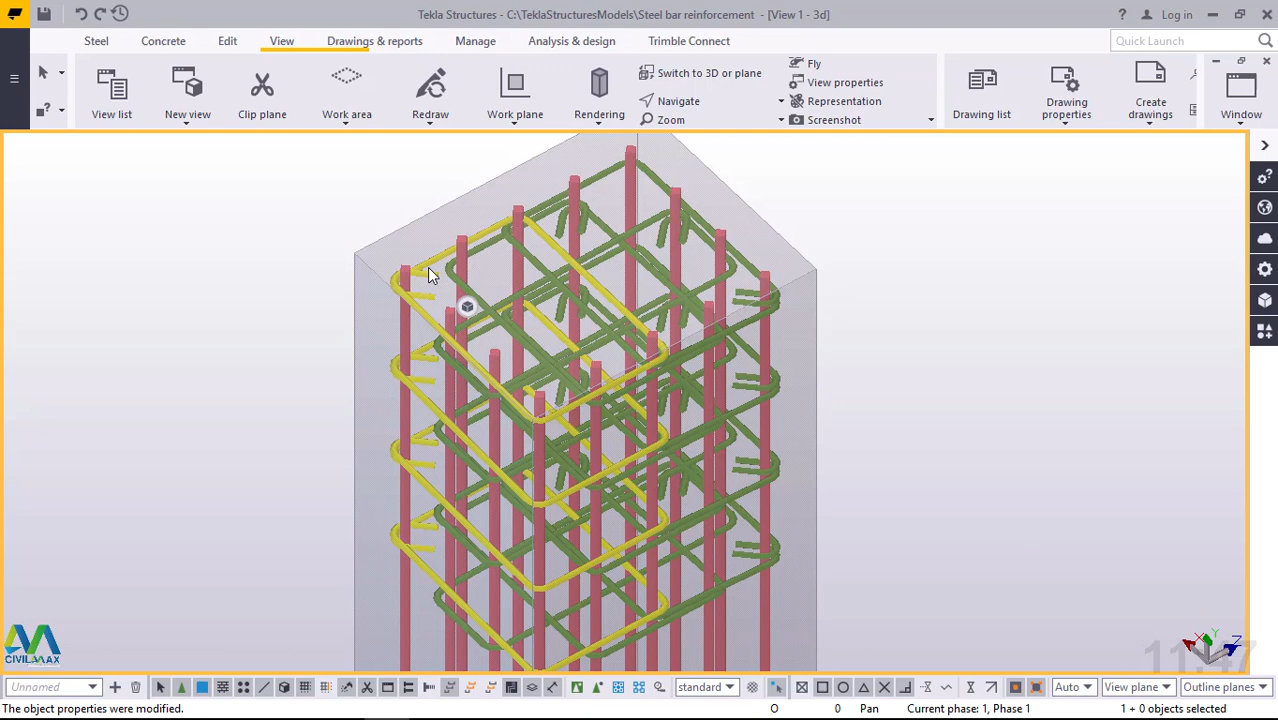 Tekla Structures - C:\TeklaStructuresModels\Steel bar reinforcement - [View 1 - 3d]
Log in
Steel
Concrete
Edit
View
Drawings & reports
Manage
Analysis & design
Trimble Connect
Quick Launch
View list
New view
Clip plane
Work area
Redraw
Work plane
Rendering
Switch to 3D or plane
Navigate
Zoom
Fly
View properties
Representation
Screenshot
Drawing list
Drawing properties
Create drawings
Window
CIVILMAX
X
Y
Z
11:47
Unnamed
standard
Auto
View plane
Outline planes
The object properties were modified.
O
0
Pan
Current phase: 1, Phase 1
1 + 0 objects selected